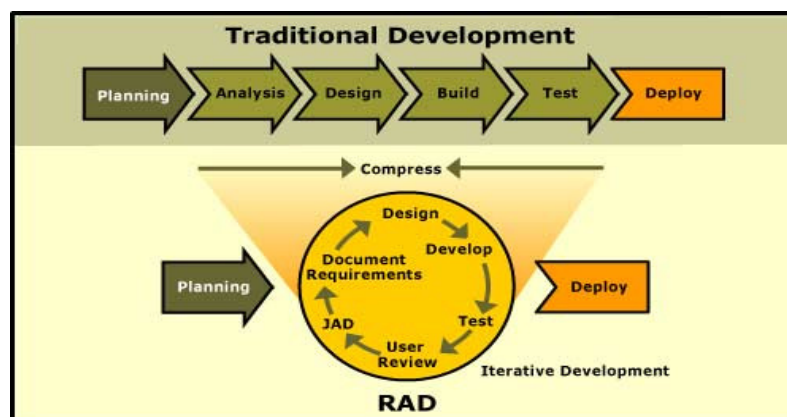 Traditional Development
Planning
Analysis
Design
Build
Test
Deploy
Compress
Design
Develop
Test
User
Review
JAD
Document
Requirements
Planning
Deploy
Iterative Development
RAD